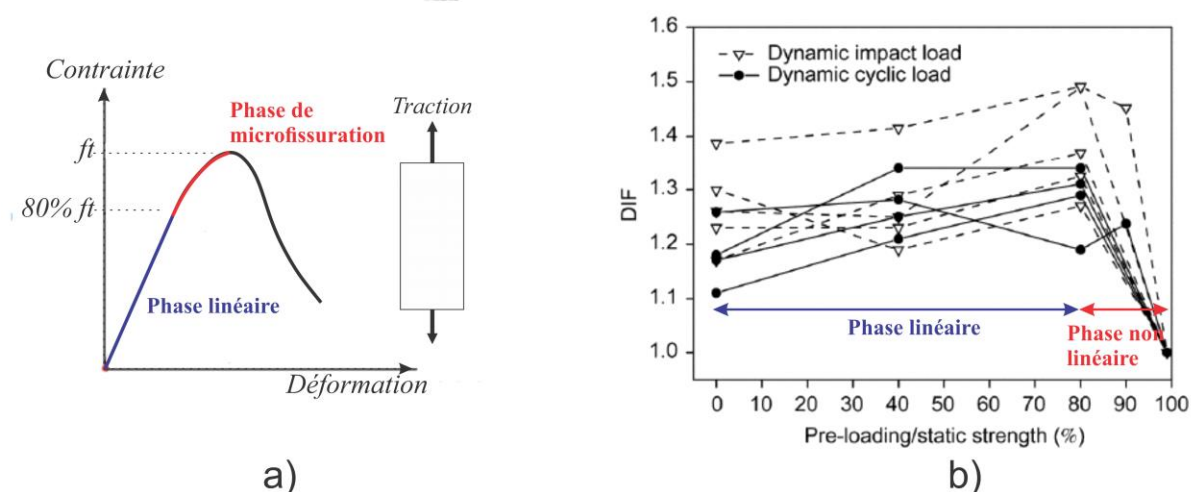 Contrainte
Phase de
microfissuration
Traction
ft
80% ft
Phase linéaire
Déformation
a)
1.6
1.5
1.4
1.3
1.2
1.1
1.0
DIF
Dynamic impact load
Dynamic cyclic load
Phase linéaire
Phase non
linéaire
0 10 20 30 40 50 60 70 80 90 100
Pre-loading/static strength (%)
b)